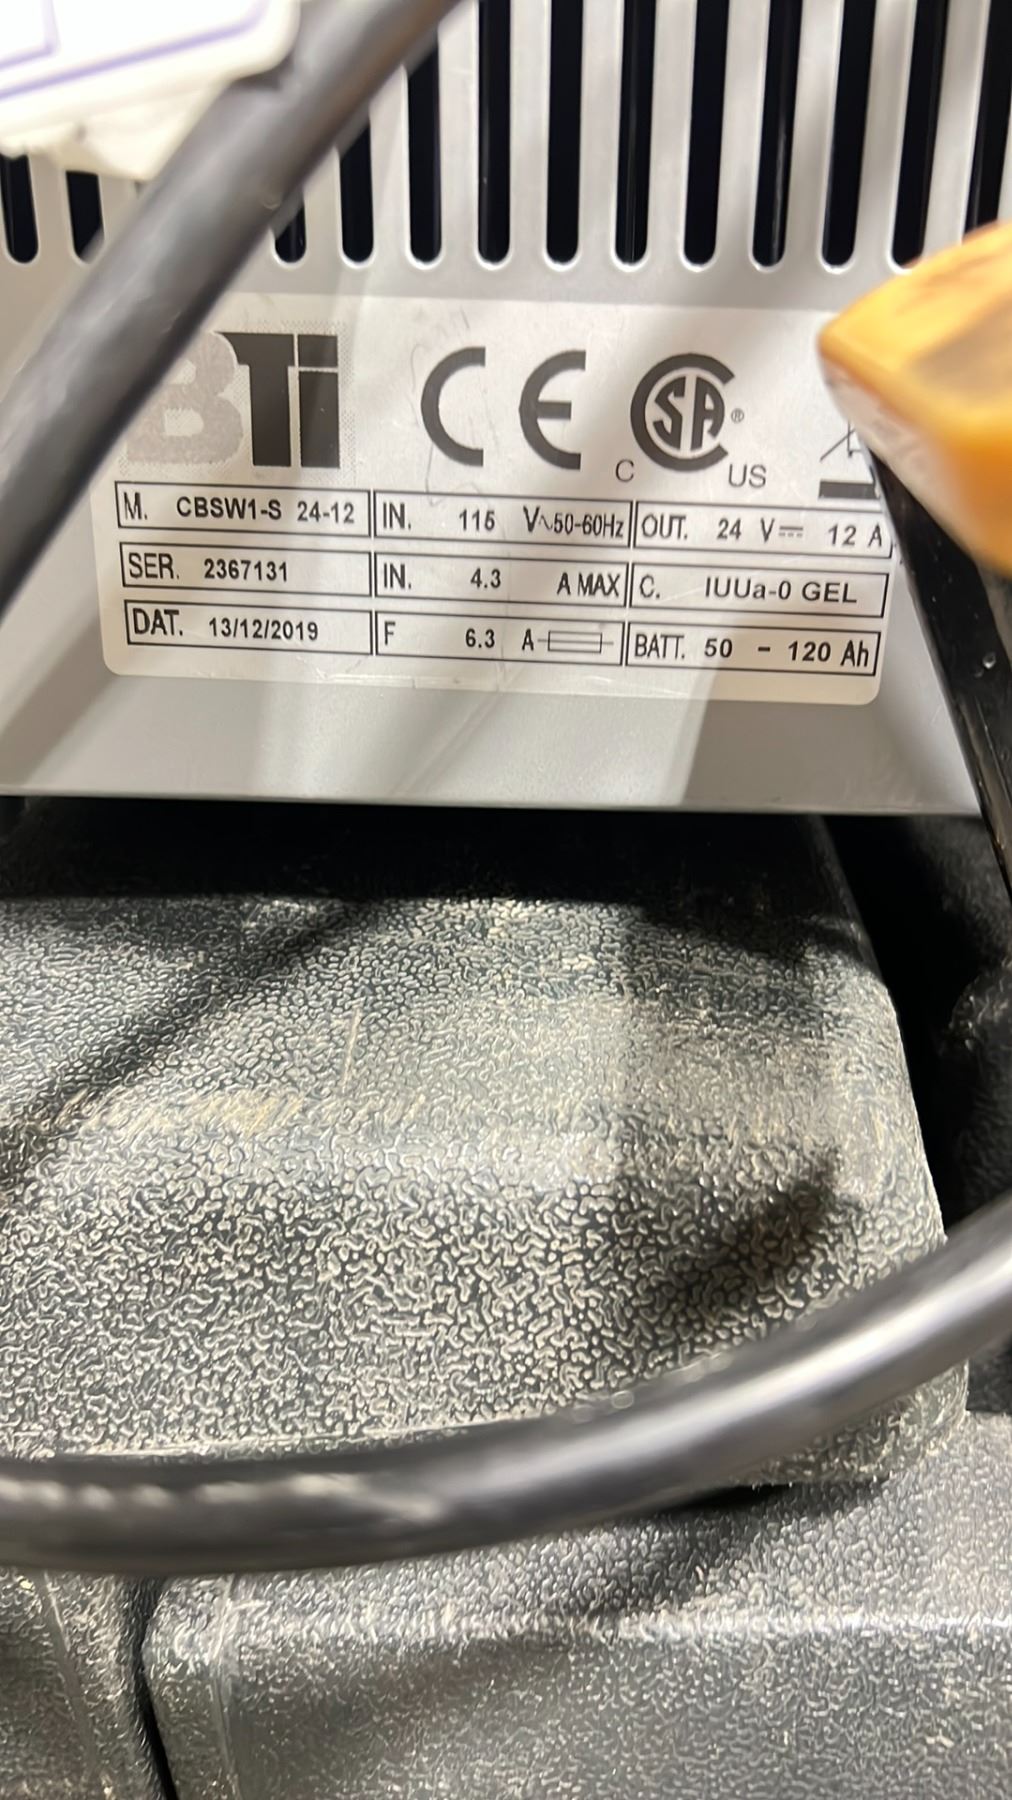 BTi CE CSA ® C US
M. CBSW1-S 24-12 IN. 115 V~50-60Hz OUT. 24 V 12 A
SER. 2367131 IN. 4.3 A MAX C. IUUa-0 GEL
DAT. 13/12/2019 F 6.3 A BATT. 50 - 120 Ah